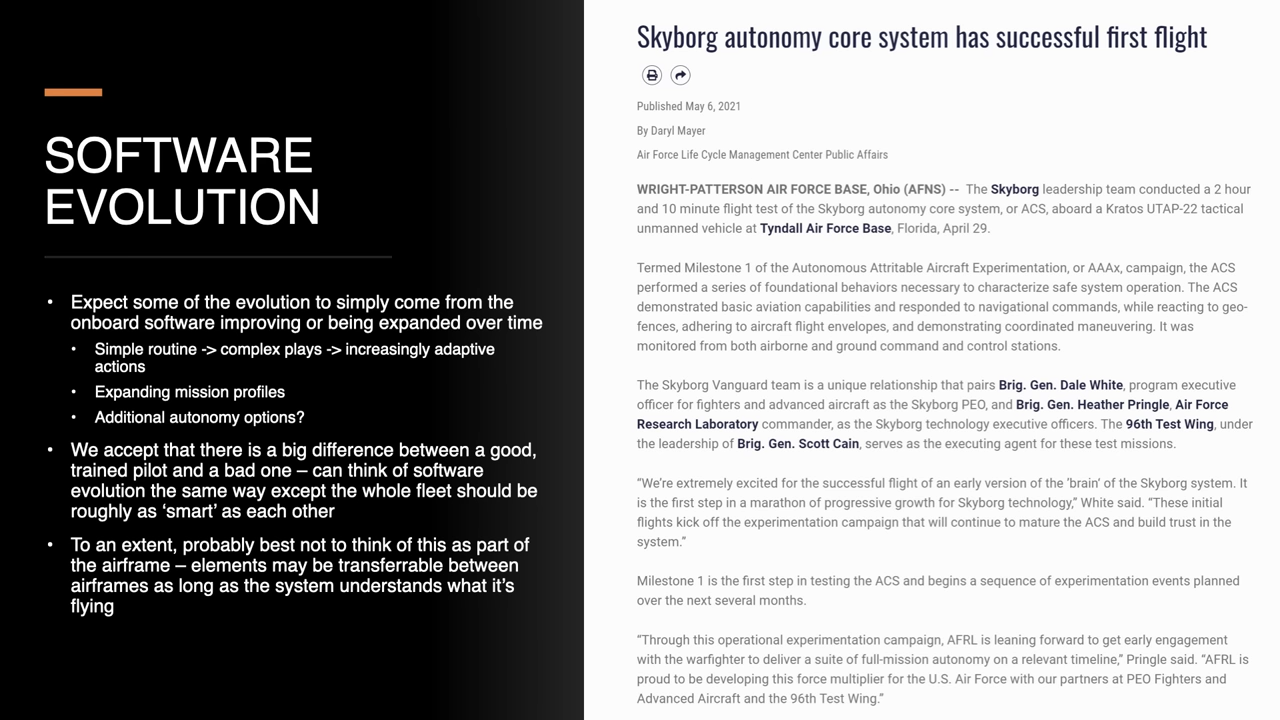 SOFTWARE
EVOLUTION
• Expect some of the evolution to simply come from the
onboard software improving or being expanded over time
• Simple routine -> complex plays -> increasingly adaptive
actions
• Expanding mission profiles
• Additional autonomy options?
• We accept that there is a big difference between a good,
trained pilot and a bad one – can think of software
evolution the same way except the whole fleet should be
roughly as ‘smart’ as each other
• To an extent, probably best not to think of this as part of
the airframe – elements may be transferrable between
airframes as long as the system understands what it’s
flying
Skyborg autonomy core system has successful first flight
Published May 6, 2021
By Daryl Mayer
Air Force Life Cycle Management Center Public Affairs
WRIGHT-PATTERSON AIR FORCE BASE, Ohio (AFNS) -- The Skyborg leadership team conducted a 2 hour
and 10 minute flight test of the Skyborg autonomy core system, or ACS, aboard a Kratos UTAP-22 tactical
unmanned vehicle at Tyndall Air Force Base, Florida, April 29.
Termed Milestone 1 of the Autonomous Attritable Aircraft Experimentation, or AAAx, campaign, the ACS
performed a series of foundational behaviors necessary to characterize safe system operation. The ACS
demonstrated basic aviation capabilities and responded to navigational commands, while reacting to geo-
fences, adhering to aircraft flight envelopes, and demonstrating coordinated maneuvering. It was
monitored from both airborne and ground command and control stations.
The Skyborg Vanguard team is a unique relationship that pairs Brig. Gen. Dale White, program executive
officer for fighters and advanced aircraft as the Skyborg PEO, and Brig. Gen. Heather Pringle, Air Force
Research Laboratory commander, as the Skyborg technology executive officers. The 96th Test Wing, under
the leadership of Brig. Gen. Scott Cain, serves as the executing agent for these test missions.
“We’re extremely excited for the successful flight of an early version of the ‘brain’ of the Skyborg system. It
is the first step in a marathon of progressive growth for Skyborg technology,” White said. “These initial
flights kick off the experimentation campaign that will continue to mature the ACS and build trust in the
system.”
Milestone 1 is the first step in testing the ACS and begins a sequence of experimentation events planned
over the next several months.
“Through this operational experimentation campaign, AFRL is leaning forward to get early engagement
with the warfighter to deliver a suite of full-mission autonomy on a relevant timeline,” Pringle said. “AFRL is
proud to be developing this force multiplier for the U.S. Air Force with our partners at PEO Fighters and
Advanced Aircraft and the 96th Test Wing.”